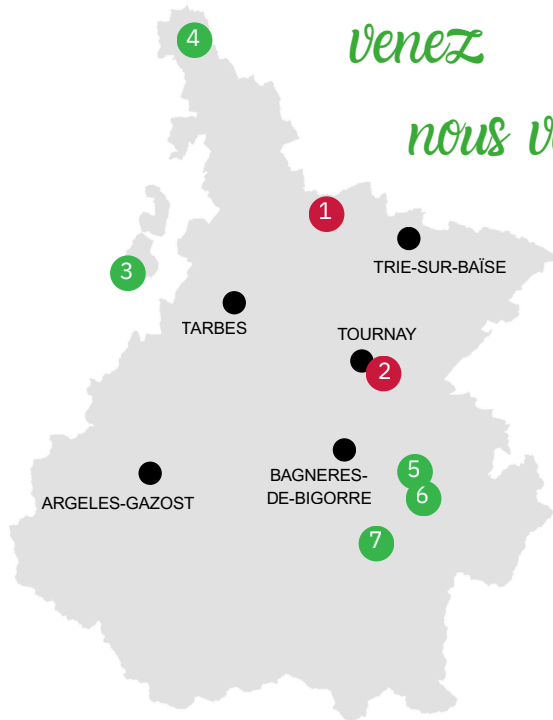 4
venez
nous
1
TRIE-SUR-BAÏSE
3
TARBES
TOURNAY
2
BAGNERES-
DE-BIGORRE
5
6
ARGELES-GAZOST
7